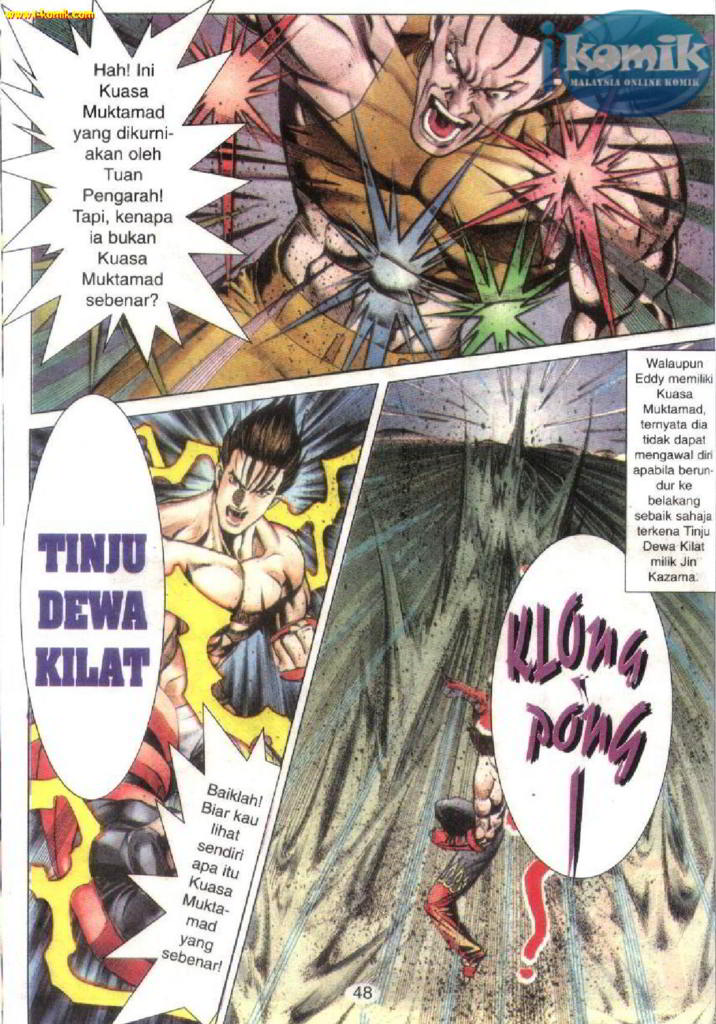 www.i-komik.com
i komik
MALAYSIA ONLINE KOMIK
Hah! Ini
Kuasa
Muktamad
yang dikurni-
akan oleh
Tuan
Pengarah!
Tapi, kenapa
ia bukan
Kuasa
Muktamad
sebenar?
Walaupun
Eddy memiliki
Kuasa
Muktamad,
ternyata dia
tidak dapat
mengawal diri
apabila berun-
dur ke
belakang
sebaik sahaja
terkena Tinju
Dewa Kilat
milik Jin
Kazama.
TINJU
DEWA
KILAT
KLONG
PONG
!
Baiklah!
Biar kau
lihat
sendiri
apa itu
Kuasa
Mukta-
mad
yang
sebenar!
?
48